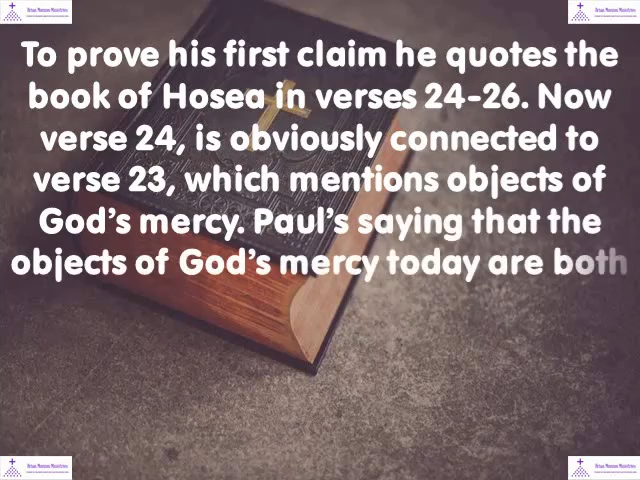 To prove his first claim he quotes the
book of Hosea in verses 24-26. Now
verse 24, is obviously connected to
verse 23, which mentions objects of
God’s mercy. Paul’s saying that the
objects of God’s mercy today are both